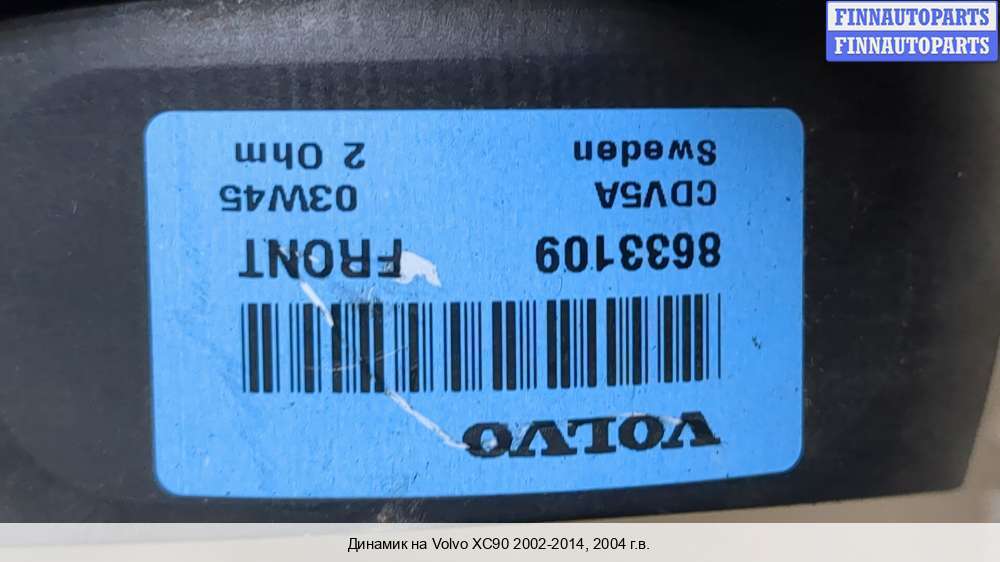 FINNAUTOPARTS
FINNAUTOPARTS
VOLVO
8633109 FRONT
CDV5A 03W45
Sweden 2 Ohm
Динамик на Volvo XC90 2002-2014, 2004 г.в.